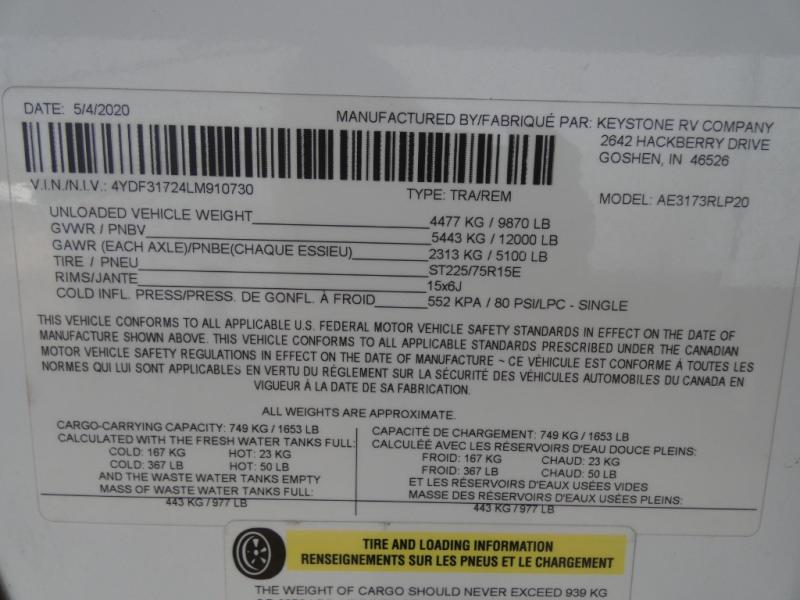 DATE: 5/4/2020
MANUFACTURED BY/FABRIQUÉ PAR: KEYSTONE RV COMPANY
2642 HACKBERRY DRIVE
GOSHEN, IN 46526
V.I.N./N.I.V.: 4YDF31724LM910730 TYPE: TRA/REM MODEL: AE3173RLP20
UNLOADED VEHICLE WEIGHT 4477 KG / 9870 LB
GVWR / PNBV 5443 KG / 12000 LB
GAWR (EACH AXLE)/PNBE(CHAQUE ESSIEU) 2313 KG / 5100 LB
TIRE / PNEU ST225/75R15E
RIMS/JANTE 15x6J
COLD INFL. PRESS/PRESS. DE GONFL. À FROID 552 KPA / 80 PSI/LPC - SINGLE
THIS VEHICLE CONFORMS TO ALL APPLICABLE U.S. FEDERAL MOTOR VEHICLE SAFETY STANDARDS IN EFFECT ON THE DATE OF
MANUFACTURE SHOWN ABOVE. THIS VEHICLE CONFORMS TO ALL APPLICABLE STANDARDS PRESCRIBED UNDER THE CANADIAN
MOTOR VEHICLE SAFETY REGULATIONS IN EFFECT ON THE DATE OF MANUFACTURE ~ CE VÉHICULE EST CONFORME À TOUTES LES
NORMES QUI LUI SONT APPLICABLES EN VERTU DU RÉGLEMENT SUR LA SÉCURITÉ DES VÉHICULES AUTOMOBILES DU CANADA EN
VIGUEUR À LA DATE DE SA FABRICATION.
ALL WEIGHTS ARE APPROXIMATE.
CARGO-CARRYING CAPACITY: 749 KG / 1653 LB
CALCULATED WITH THE FRESH WATER TANKS FULL:
COLD: 167 KG HOT: 23 KG
COLD: 367 LB HOT: 50 LB
AND THE WASTE WATER TANKS EMPTY
MASS OF WASTE WATER TANKS FULL:
443 KG / 977 LB
CAPACITÉ DE CHARGEMENT: 749 KG / 1653 LB
CALCULÉE AVEC LES RÉSERVOIRS D'EAU DOUCE PLEINS:
FROID: 167 KG CHAUD: 23 KG
FROID: 367 LB CHAUD: 50 LB
ET LES RÉSERVOIRS D'EAUX USÉES VIDES
MASSE DES RÉSERVOIRS D'EAUX USÉES PLEINS:
443 KG / 977 LB
TIRE AND LOADING INFORMATION
RENSEIGNEMENTS SUR LES PNEUS ET LE CHARGEMENT
THE WEIGHT OF CARGO SHOULD NEVER EXCEED 939 KG